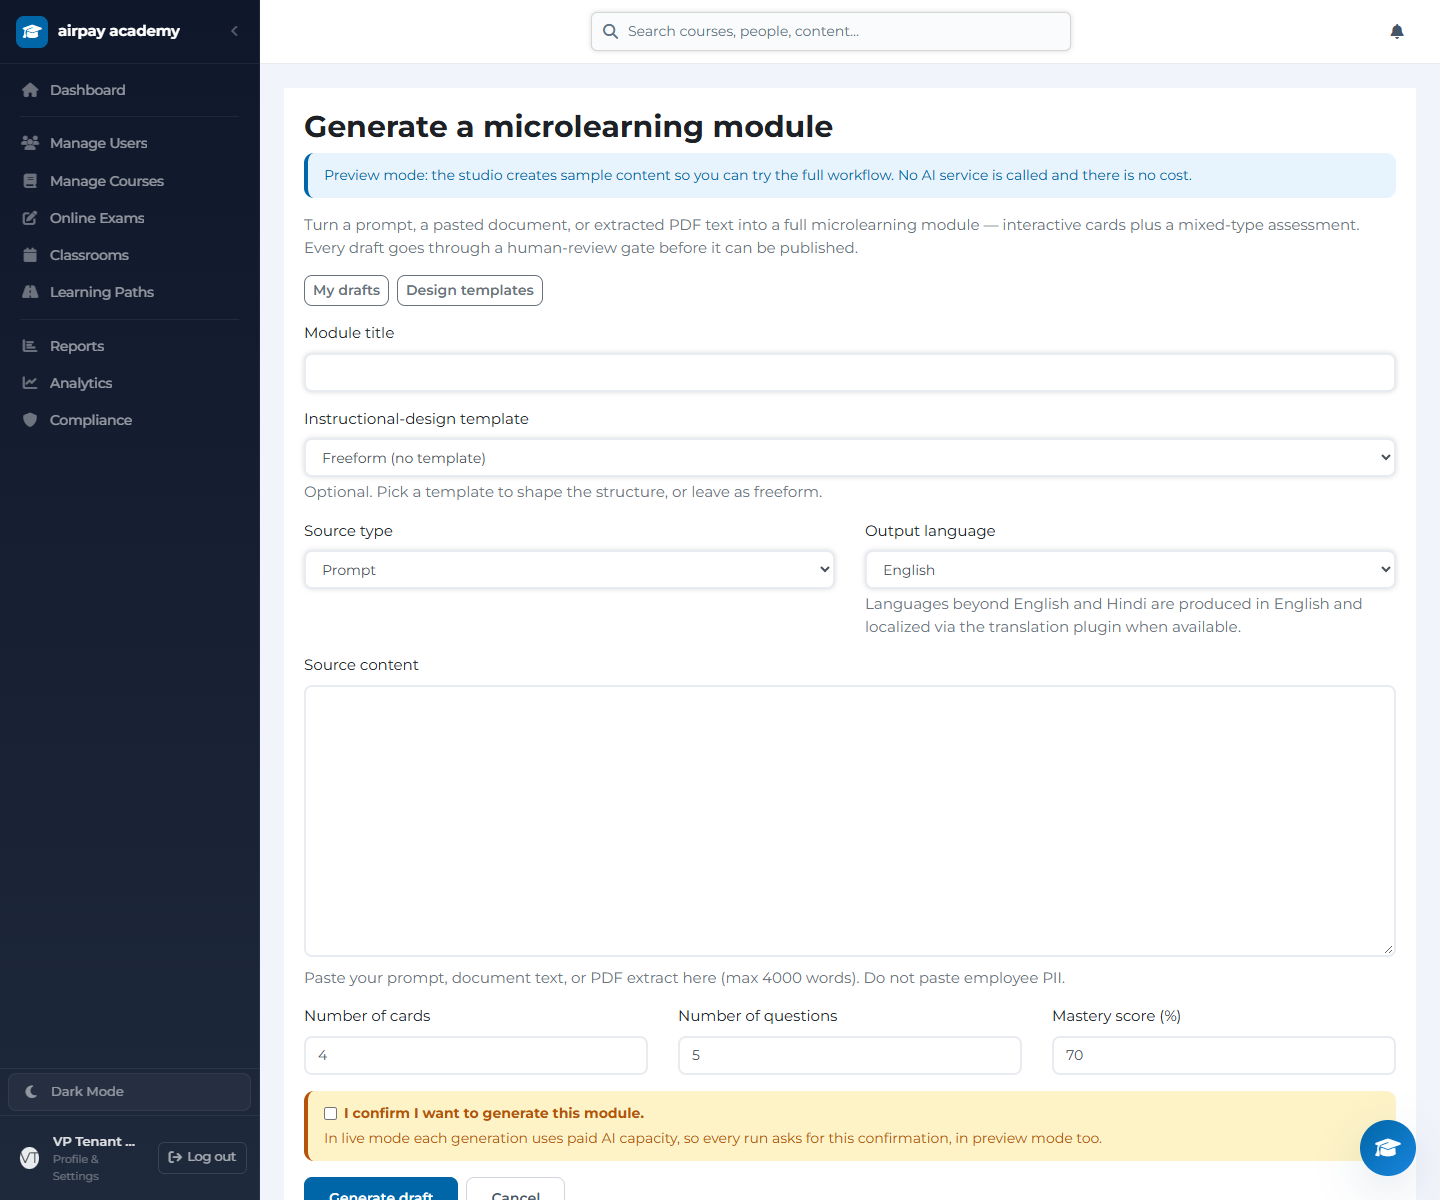 airpay academy
Search courses, people, content...
Dashboard
Manage Users
Manage Courses
Online Exams
Classrooms
Learning Paths
Reports
Analytics
Compliance
Dark Mode
VP Tenant ...
Profile &
Settings
VT
Log out
Generate a microlearning module
Preview mode: the studio creates sample content so you can try the full workflow. No AI service is called and there is no cost.
Turn a prompt, a pasted document, or extracted PDF text into a full microlearning module — interactive cards plus a mixed-type assessment.
Every draft goes through a human-review gate before it can be published.
My drafts
Design templates
Module title
Instructional-design template
Freeform (no template)
Optional. Pick a template to shape the structure, or leave as freeform.
Source type
Output language
Prompt
English
Languages beyond English and Hindi are produced in English and
localized via the translation plugin when available.
Source content
Paste your prompt, document text, or PDF extract here (max 4000 words). Do not paste employee PII.
Number of cards
Number of questions
Mastery score (%)
4
5
70
I confirm I want to generate this module.
In live mode each generation uses paid AI capacity, so every run asks for this confirmation, in preview mode too.
Generate draft
Cancel